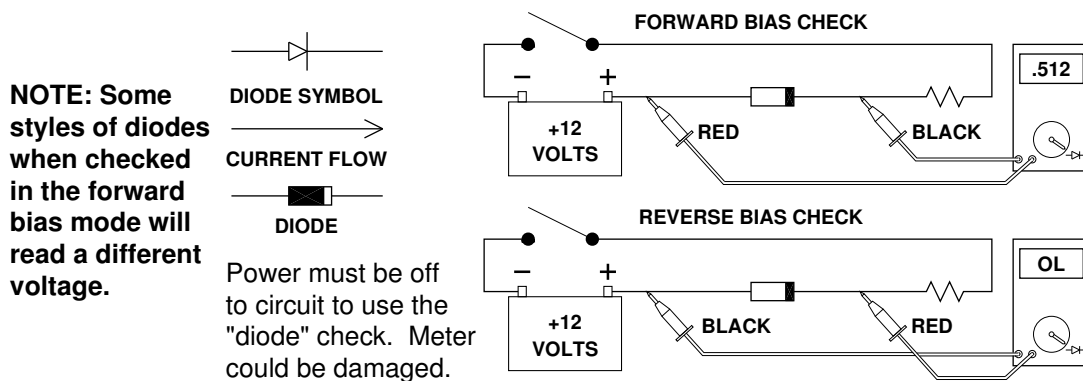 NOTE: Some
styles of diodes
when checked
in the forward
bias mode will
read a different
voltage.
DIODE SYMBOL
CURRENT FLOW
DIODE
Power must be off
to circuit to use the
"diode" check. Meter
could be damaged.
FORWARD BIAS CHECK
− +
+12
VOLTS
RED
BLACK
.512
REVERSE BIAS CHECK
− +
+12
VOLTS
BLACK
RED
OL